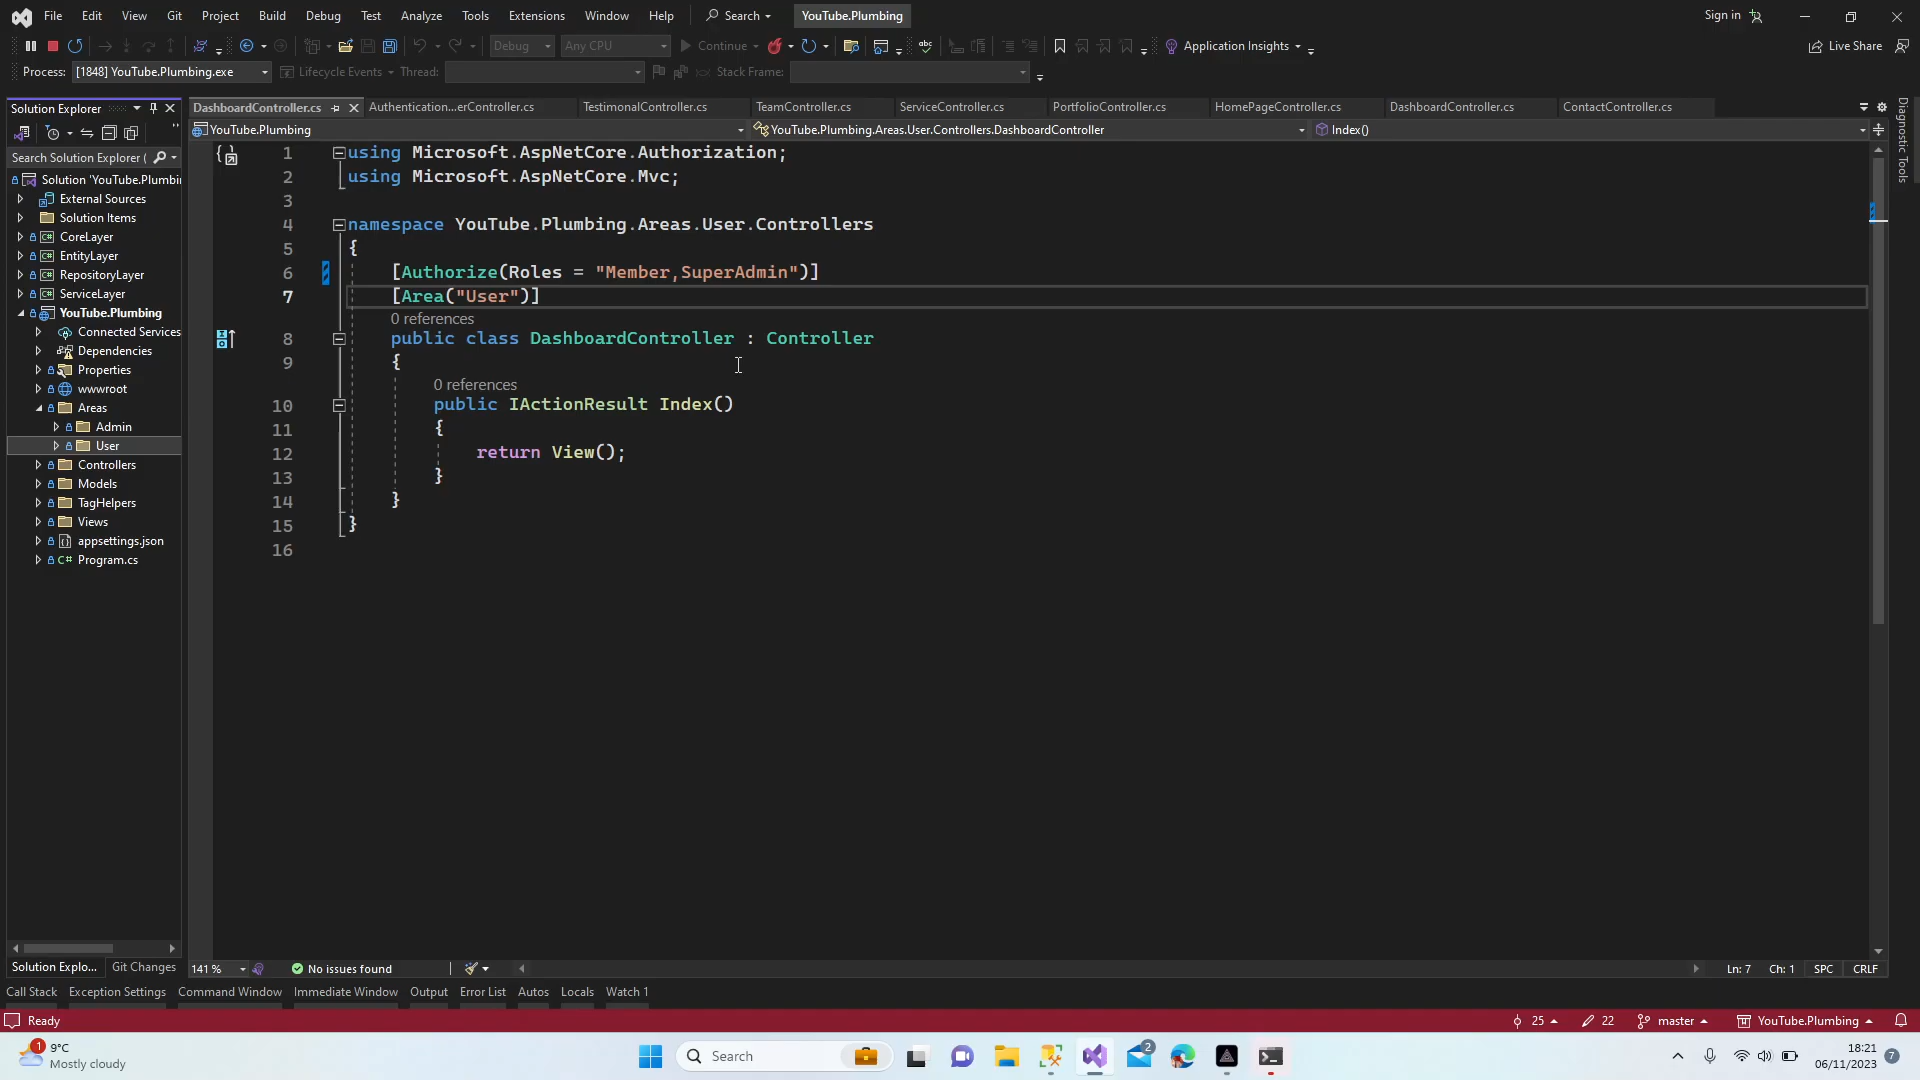 File Edit View Git Project Build Debug Test Analyze Tools Extensions Window Help Search YouTube.Plumbing Sign in
Debug Any CPU Continue Application Insights Live Share
Process: [1848] YouTube.Plumbing.exe Lifecycle Events Thread: Stack Frame:
Solution Explorer
DashboardController.cs Authentication...erController.cs TestimonalController.cs TeamController.cs ServiceController.cs PortfolioController.cs HomePageController.cs DashboardController.cs ContactController.cs
YouTube.Plumbing YouTube.Plumbing.Areas.User.Controllers.DashboardController Index()
Search Solution Explorer (
Solution 'YouTube.Plumbin
External Sources
Solution Items
CoreLayer
EntityLayer
RepositoryLayer
ServiceLayer
YouTube.Plumbing
Connected Services
Dependencies
Properties
wwwroot
Areas
Admin
User
Controllers
Models
TagHelpers
Views
appsettings.json
C# Program.cs
1 using Microsoft.AspNetCore.Authorization;
2 using Microsoft.AspNetCore.Mvc;
3
4 namespace YouTube.Plumbing.Areas.User.Controllers
5 {
6 [Authorize(Roles = "Member,SuperAdmin")]
7 [Area("User")]
0 references
8 public class DashboardController : Controller
9 {
0 references
10 public IActionResult Index()
11 {
12 return View();
13 }
14 }
15 }
16
Diagnostic Tools
Solution Explo... Git Changes 141 % No issues found Ln: 7 Ch: 1 SPC CRLF
Call Stack Exception Settings Command Window Immediate Window Output Error List Autos Locals Watch 1
Ready 25 22 master YouTube.Plumbing
1 9°C
Mostly cloudy
Search
2
18:21
06/11/2023
7